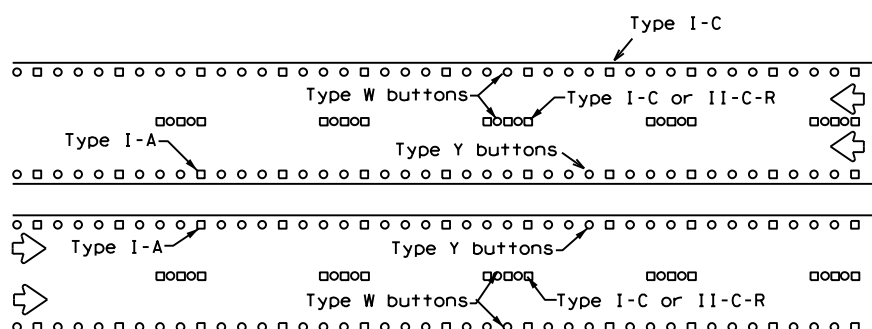 Type I-C
Type W buttons
Type I-C or II-C-R
Type I-A
Type Y buttons
Type I-A
Type Y buttons
Type W buttons
Type I-C or II-C-R